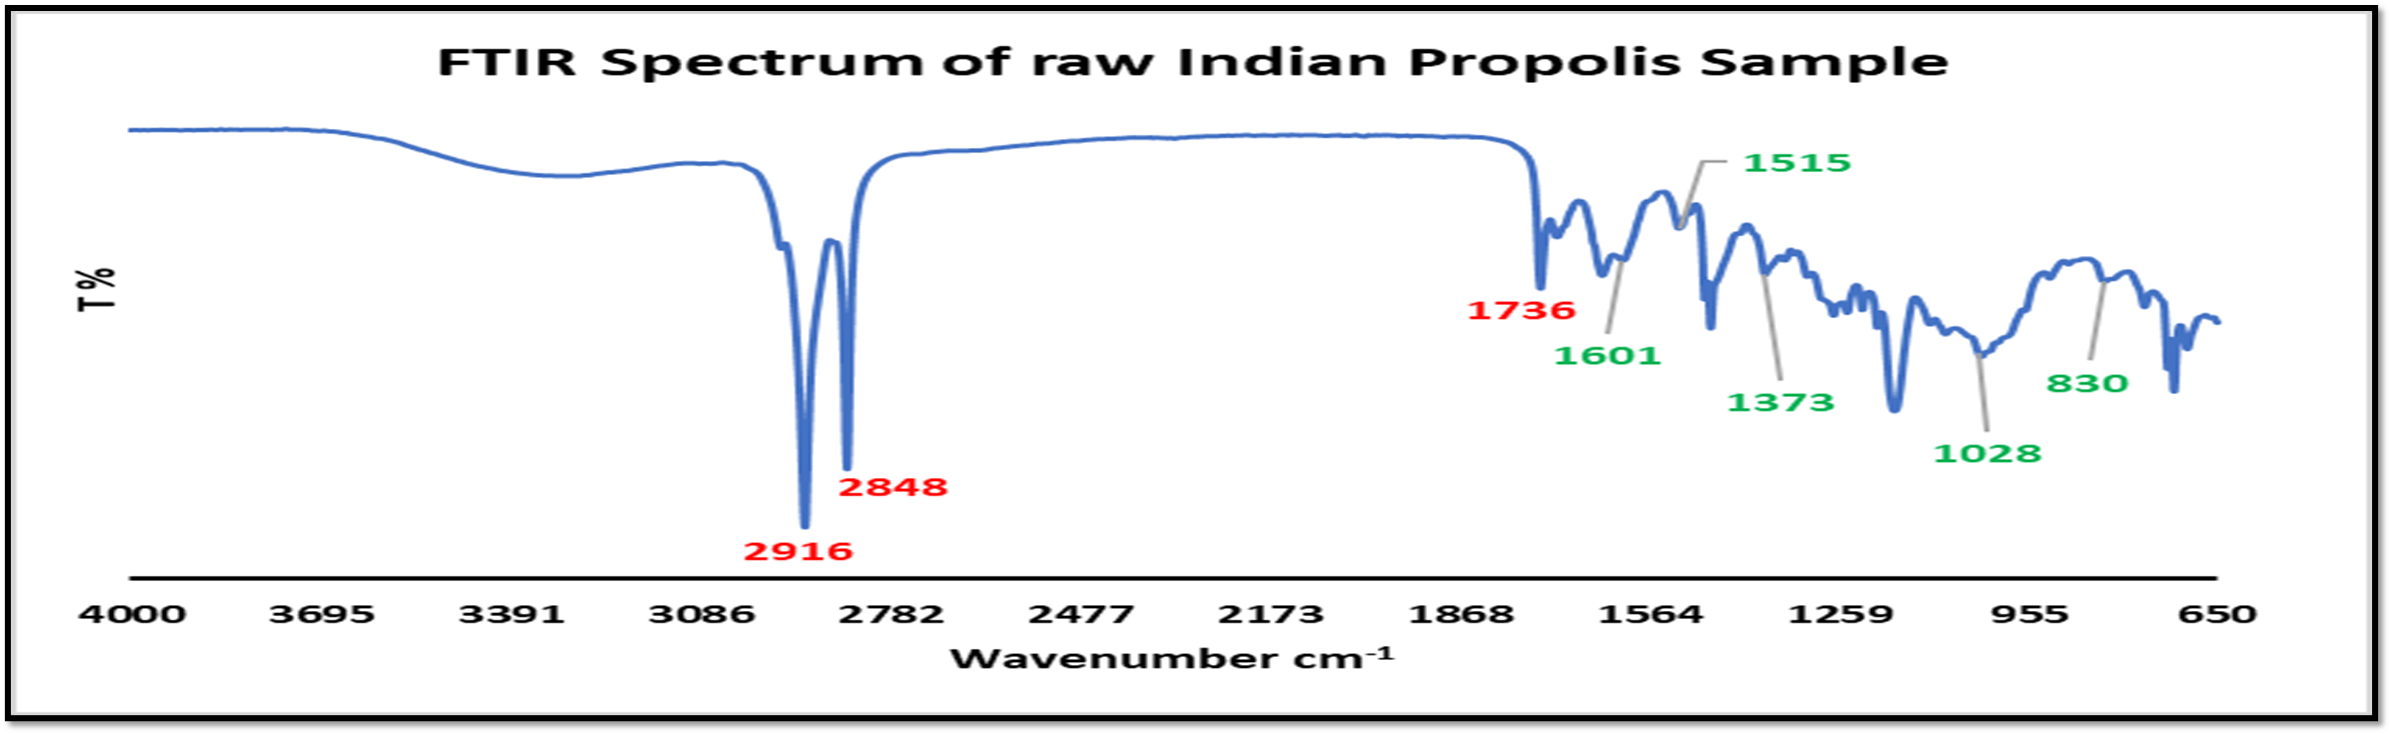 FTIR Spectrum of raw Indian Propolis Sample
1515
T%
1736
1601
830
1373
1028
2848
2916
4000 3695 3391 3086 2782 2477 2173 1868 1564 1259 955 650
Wavenumber cm⁻¹